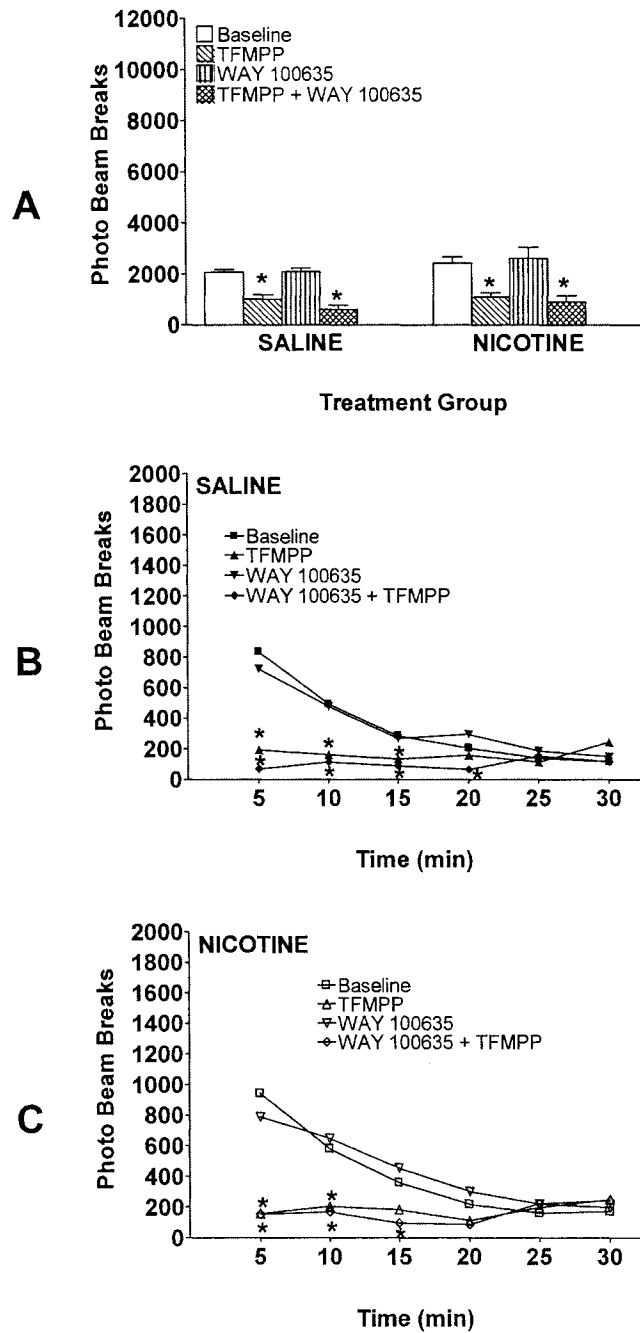 A
Photo Beam Breaks
12000
10000
8000
6000
4000
2000
0
Baseline
TFMPP
WAY 100635
TFMPP + WAY 100635
*
*
*
*
SALINE
NICOTINE
Treatment Group
B
Photo Beam Breaks
2000
1800
1600
1400
1200
1000
800
600
400
200
0
SALINE
Baseline
TFMPP
WAY 100635
WAY 100635 + TFMPP
* * *
* * * *
5 10 15 20 25 30
Time (min)
C
Photo Beam Breaks
2000
1800
1600
1400
1200
1000
800
600
400
200
0
NICOTINE
Baseline
TFMPP
WAY 100635
WAY 100635 + TFMPP
* *
* * *
5 10 15 20 25 30
Time (min)